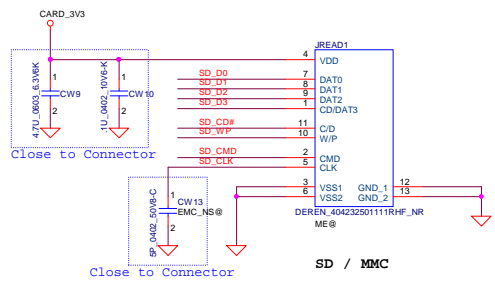 CARD_3V3
JREAD1
4 VDD
1
CW9
2
4.7U_0603_6.3V6K
1
CW10
2
.1U_0402_10V6-K
Close to Connector
SD_D0 7 DAT0
SD_D1 8 DAT1
SD_D2 9 DAT2
SD_D3 1 CD/DAT3
SD_CD# 11 C/D
SD_WP 10 W/P
SD_CMD 2 CMD
SD_CLK 5 CLK
3 VSS1 GND_1 12
6 VSS2 GND_2 13
1
CW13
EMC_NS@
2
5P_0402_50V8-C
Close to Connector
DEREN_404232501111RHF_NR
ME@
SD / MMC